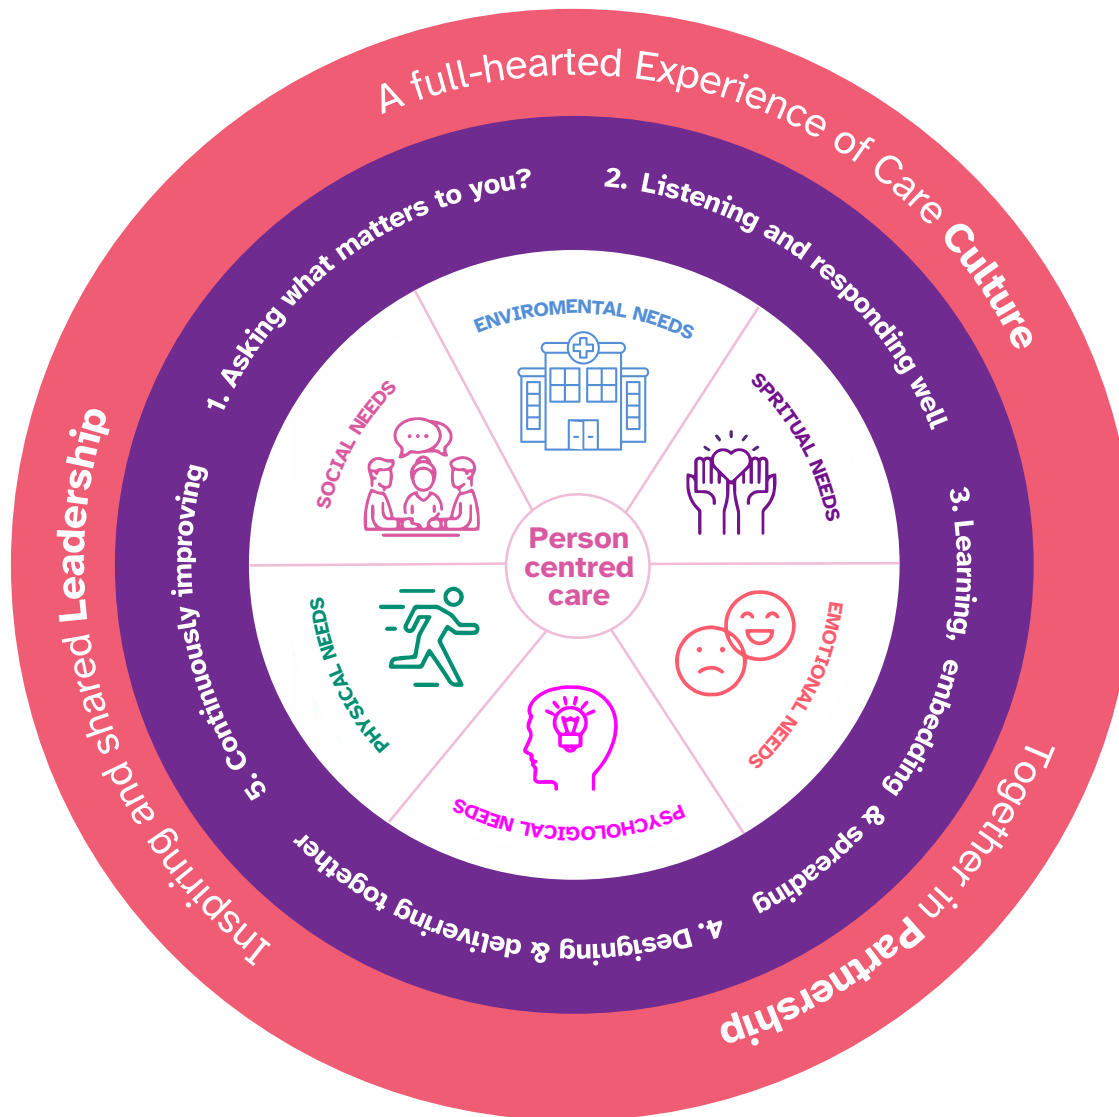 A full-hearted Experience of Care Culture
Together in Partnership
Inspiring and shared Leadership
1. Asking what matters to you?
2. Listening and responding well
3. Learning, embedding & spreading
4. Designing & delivering together
5. Continuously improving
ENVIROMENTAL NEEDS
SPRITUAL NEEDS
EMOTIONAL NEEDS
PSYCHOLOGICAL NEEDS
PHYSICAL NEEDS
SOCIAL NEEDS
Person
centred
care